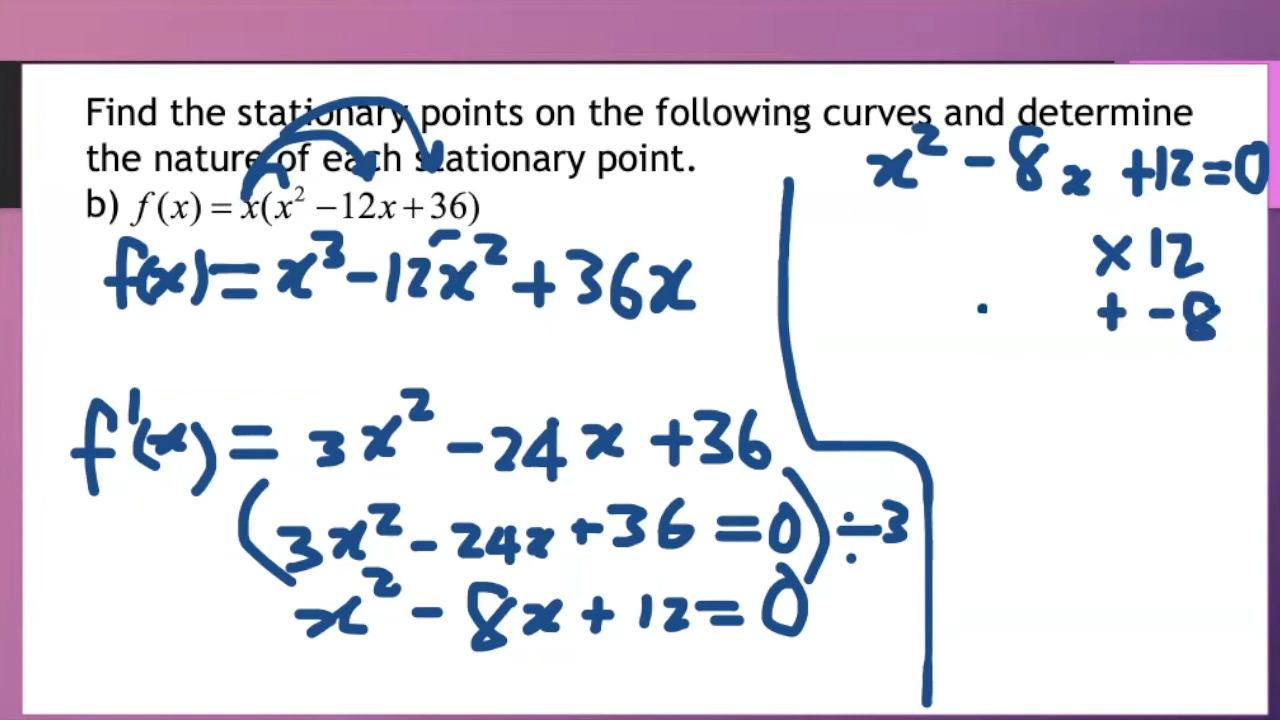 Find the stationary points on the following curves and determine
the nature of each stationary point.
b) f(x) = x(x² −12x + 36)
f(x) = x³ - 12x² + 36x
f'(x) = 3x² - 24x + 36
(3x² - 24x + 36 = 0) ÷ 3
x² - 8x + 12 = 0
x² - 8x + 12 = 0
× 12
+ -8